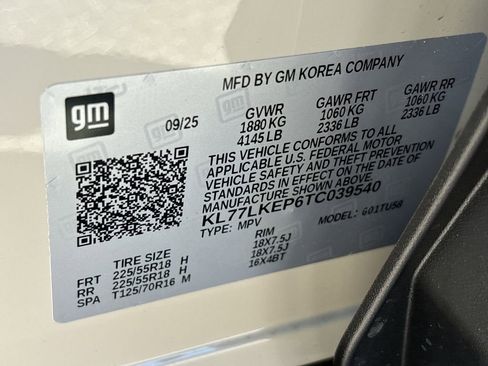 gm
MFD BY GM KOREA COMPANY
09/25 GVWR GAWR FRT GAWR RR
1880 KG 1060 KG 1060 KG
4145 LB 2336 LB 2336 LB
THIS VEHICLE CONFORMS TO ALL
APPLICABLE U.S. FEDERAL MOTOR
VEHICLE SAFETY AND THEFT PREVENTION
STANDARDS IN EFFECT ON THE DATE OF
MANUFACTURE SHOWN ABOVE.
KL77LKEP6TC039540
TYPE: MPV MODEL: 601TU58
TIRE SIZE RIM
FRT 225/55R18 H 18X7.5J
RR 225/55R18 H 18X7.5J
SPA T125/70R16 M 16X4BT